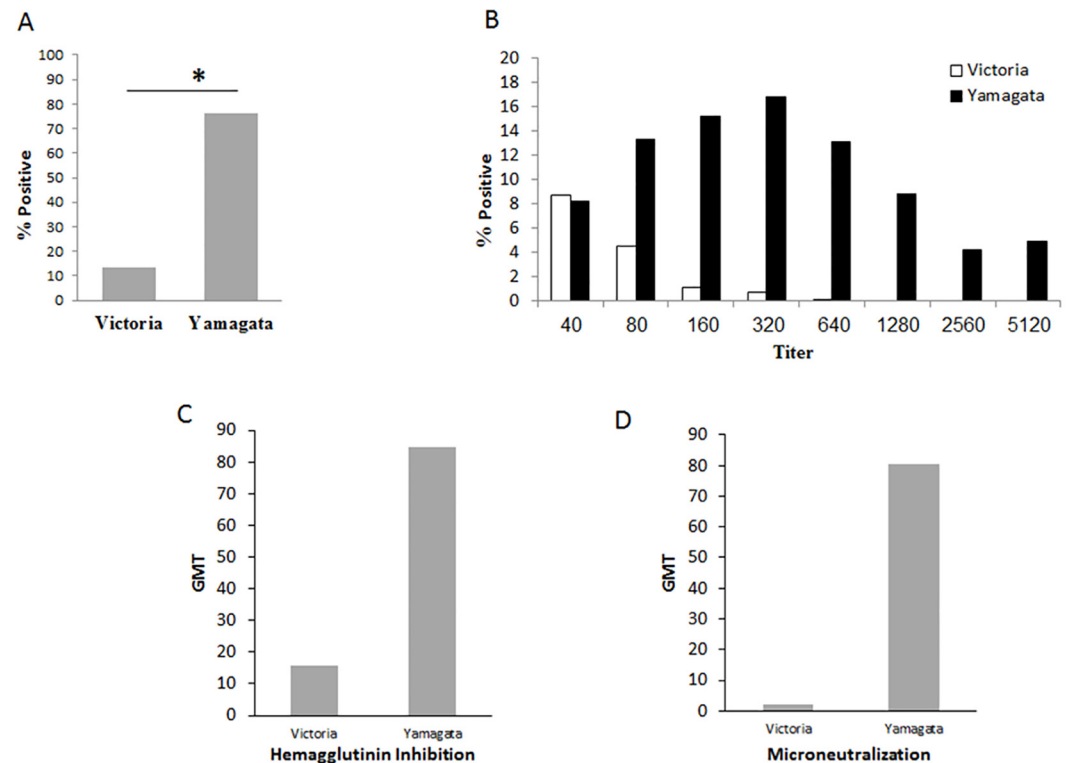 A
100
90
80
70
60
50
40
30
20
10
0
% Positive
*
Victoria Yamagata
B
20
18
16
14
12
10
8
6
4
2
0
% Positive
Victoria
Yamagata
40 80 160 320 640 1280 2560 5120
Titer
C
90
80
70
60
50
40
30
20
10
0
GMT
Victoria Yamagata
Hemagglutinin Inhibition
D
90
80
70
60
50
40
30
20
10
0
GMT
Victoria Yamagata
Microneutralization